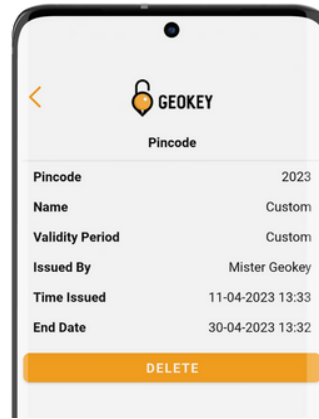 GEOKEY
Pincode
Pincode 2023
Name Custom
Validity Period Custom
Issued By Mister Geokey
Time Issued 11-04-2023 13:33
End Date 30-04-2023 13:32
DELETE